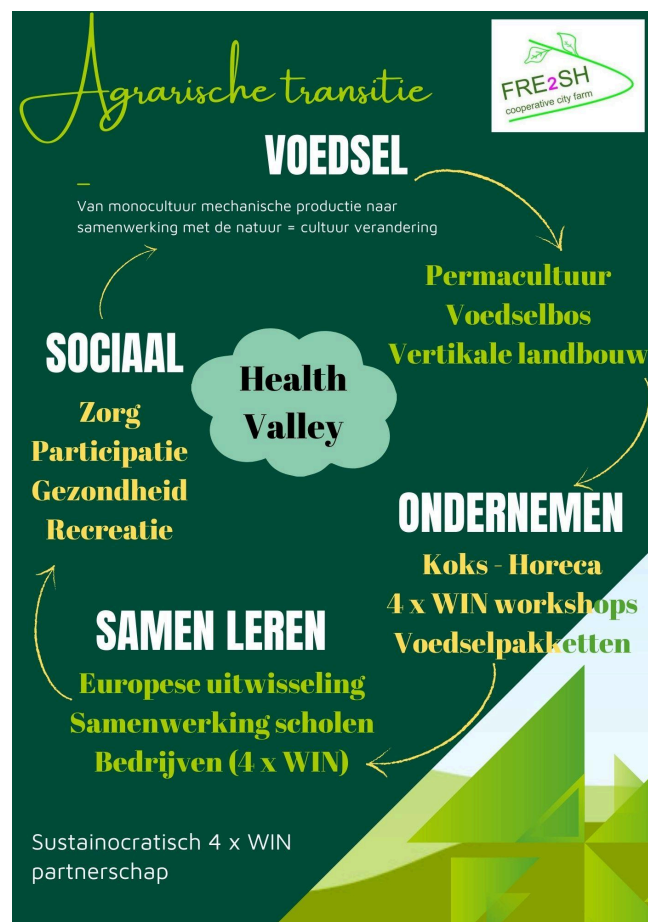 Agrarische transitie
FRE2SH
cooperative city farm
VOEDSEL
Van monocultuur mechanische productie naar
samenwerking met de natuur = cultuur verandering
Permacultuur
Voedselbos
Vertikale landbouw
SOCIAAL
Zorg
Participatie
Gezondheid
Recreatie
Health
Valley
ONDERNEMEN
Koks - Horeca
4 x WIN workshops
Voedselpakketten
SAMEN LEREN
Europese uitwisseling
Samenwerking scholen
Bedrijven (4 x WIN)
Sustainocratisch 4 x WIN
partnerschap